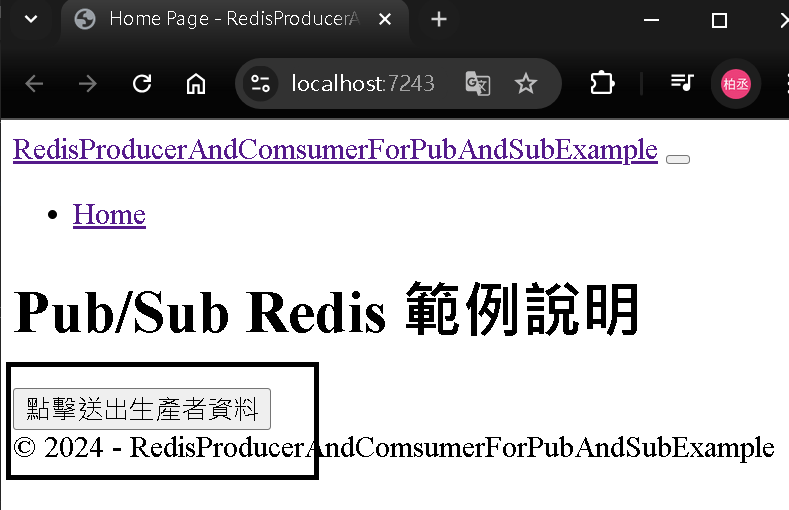 Home Page - RedisProducerA
localhost:7243
柏丞
RedisProducerAndComsumerForPubAndSubExample
Home
Pub/Sub Redis 範例說明
點擊送出生產者資料
© 2024 - RedisProducerAndComsumerForPubAndSubExample